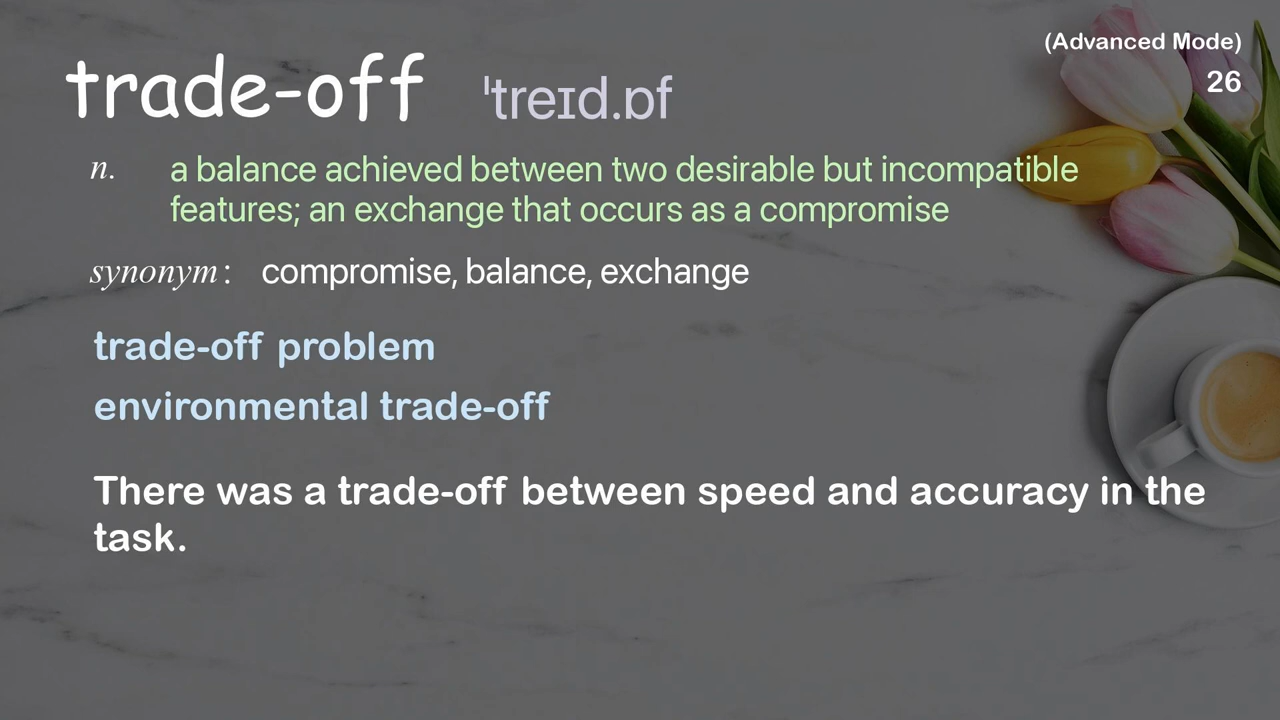 (Advanced Mode)
26
trade-off ˈtreɪd.ɒf
n. a balance achieved between two desirable but incompatible
features; an exchange that occurs as a compromise
synonym: compromise, balance, exchange
trade-off problem
environmental trade-off
There was a trade-off between speed and accuracy in the
task.